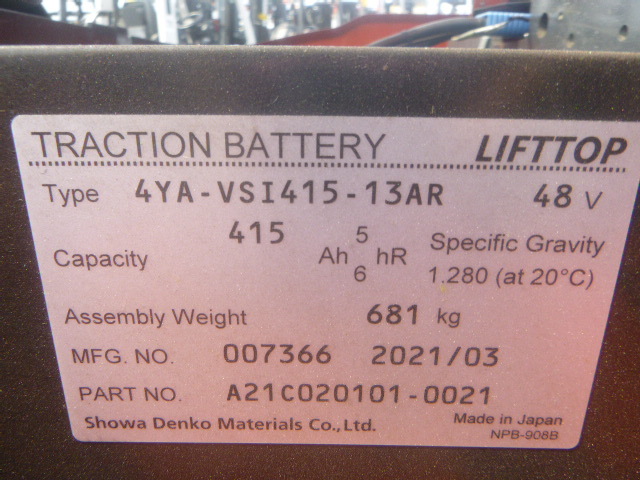 TRACTION BATTERY LIFTTOP
Type 4YA-VSI415-13AR 48 V
Capacity 415 Ah 5 hR
6
Specific Gravity
1.280 (at 20°C)
Assembly Weight 681 kg
MFG. NO. 007366 2021/03
PART NO. A21C020101-0021
Showa Denko Materials Co.,Ltd.
Made in Japan
NPB-908B